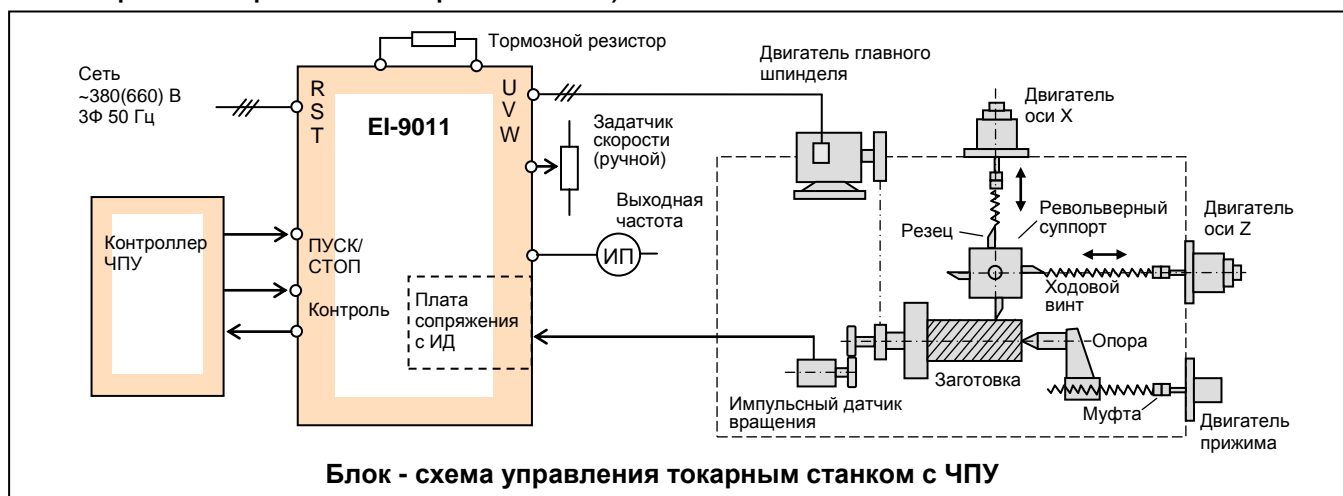 Тормозной резистор
Сеть
~380(660) В
3Ф 50 Гц
R
S
T
U
V
W
EI-9011
Двигатель главного
шпинделя
Двигатель
оси X
Задатчик
скорости
(ручной)
Выходная
частота
ИП
Контроллер
ЧПУ
ПУСК/
СТОП
Контроль
Плата
сопряжения
с ИД
Резец
Револьверный
суппорт
Двигатель
оси Z
Ходовой
винт
Опора
Заготовка
Импульсный датчик
вращения
Муфта
Двигатель
прижима
Блок - схема управления токарным станком с ЧПУ